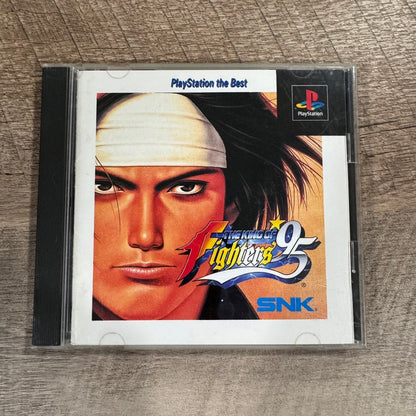 PlayStation the Best
PlayStation
THE KING OF
Fighters '95
®
SNK®